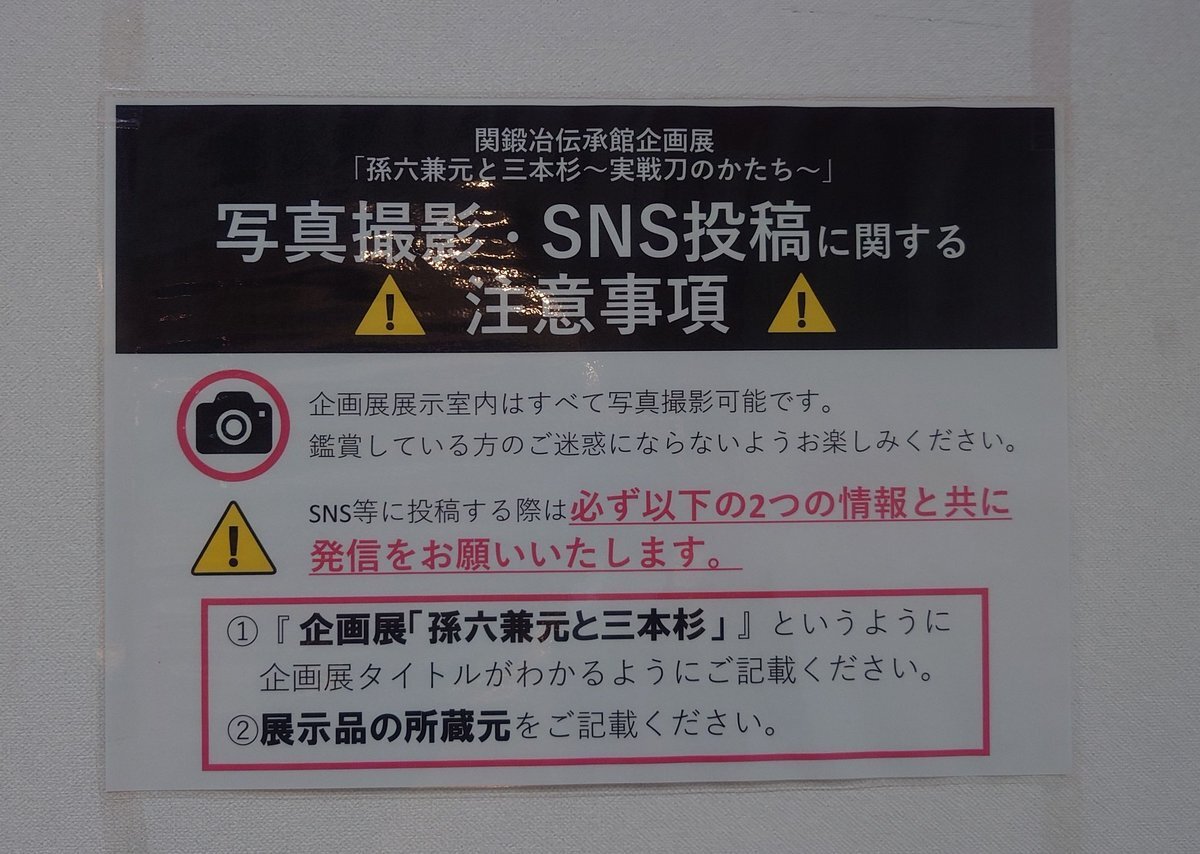 関鍛冶伝承館企画展
「孫六兼元と三本杉～実戦刀のかたち～」
写真撮影・SNS投稿に関する
注意事項
企画展展示室内はすべて写真撮影可能です。
鑑賞している方のご迷惑にならないようお楽しみください。
SNS等に投稿する際は必ず以下の2つの情報と共に
発信をお願いいたします。
①『企画展「孫六兼元と三本杉」』というように
企画展タイトルがわかるようにご記載ください。
②展示品の所蔵元をご記載ください。